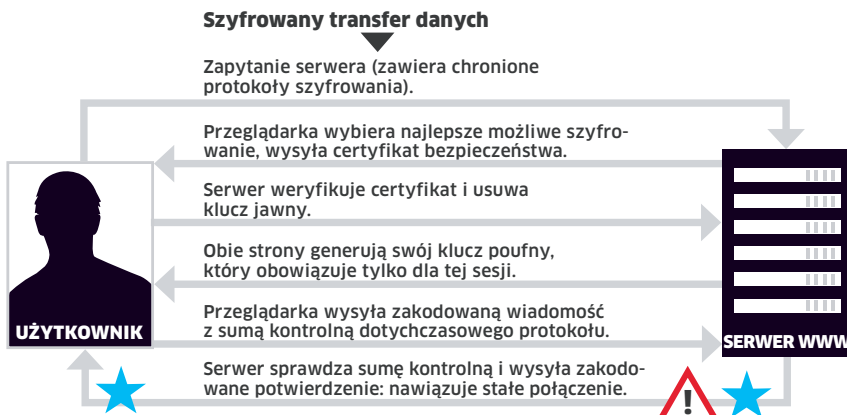 Szyfrowany transfer danych
Zapytanie serwera (zawiera chronione
protokoły szyfrowania).
Przeglądarka wybiera najlepsze możliwe szyfro-
wanie, wysyła certyfikat bezpieczeństwa.
Serwer weryfikuje certyfikat i usuwa
klucz jawny.
Obie strony generują swój klucz poufny,
który obowiązuje tylko dla tej sesji.
Przeglądarka wysyła zakodowaną wiadomość
z sumą kontrolną dotychczasowego protokołu.
UŻYTKOWNIK
SERWER WWW
Serwer sprawdza sumę kontrolną i wysyła zakodo-
wane potwierdzenie: nawiązuje stałe połączenie.
!